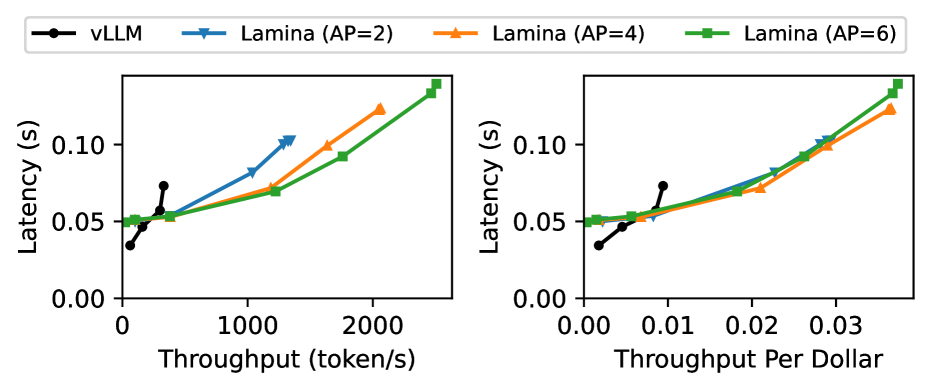 vLLM Lamina (AP=2) Lamina (AP=4) Lamina (AP=6)
Latency (s)
0.10
0.05
0.00
0 1000 2000
Throughput (token/s)
Latency (s)
0.10
0.05
0.00
0.00 0.01 0.02 0.03
Throughput Per Dollar